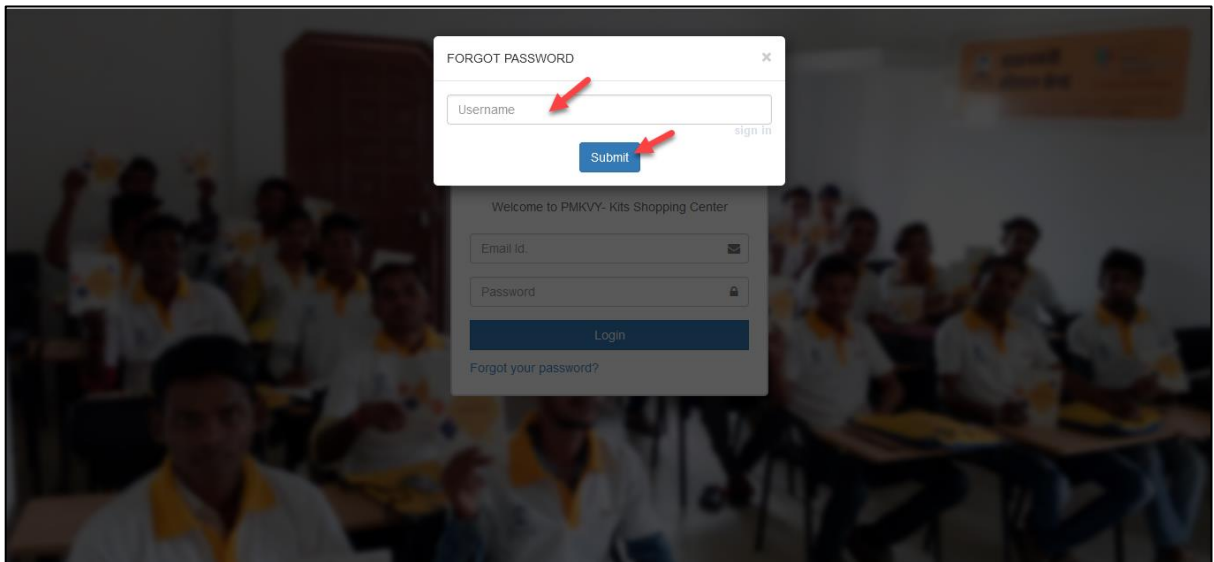 FORGOT PASSWORD ×
Username
sign in
Submit
Welcome to PMKVY- Kits Shopping Center
Email Id
Password
Login
Forgot your password?